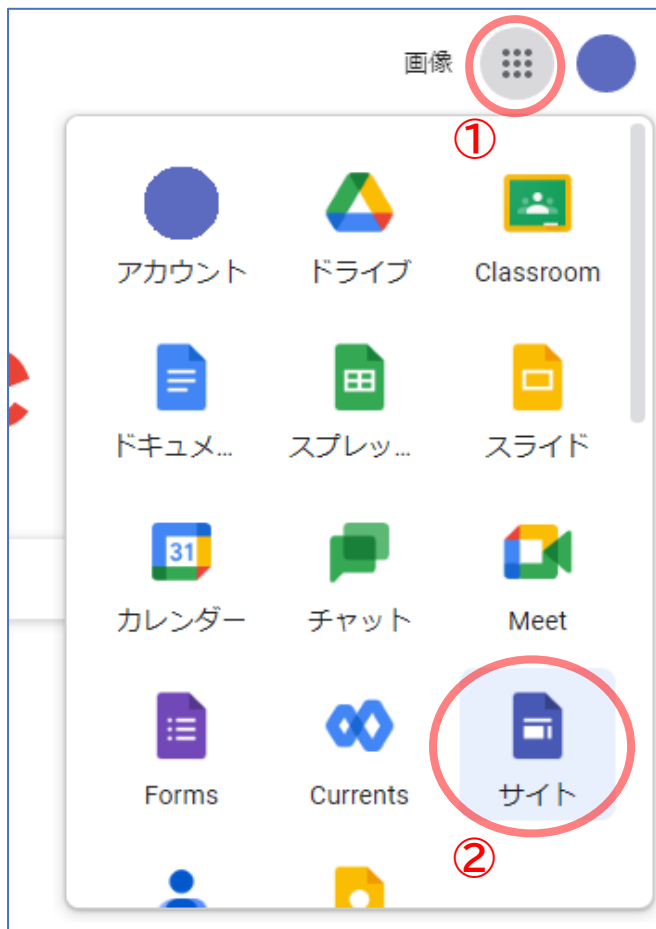 画像
①
アカウント
ドライブ
Classroom
ドキュメ...
スプレッ...
スライド
31
カレンダー
チャット
Meet
Forms
Currents
サイト
②